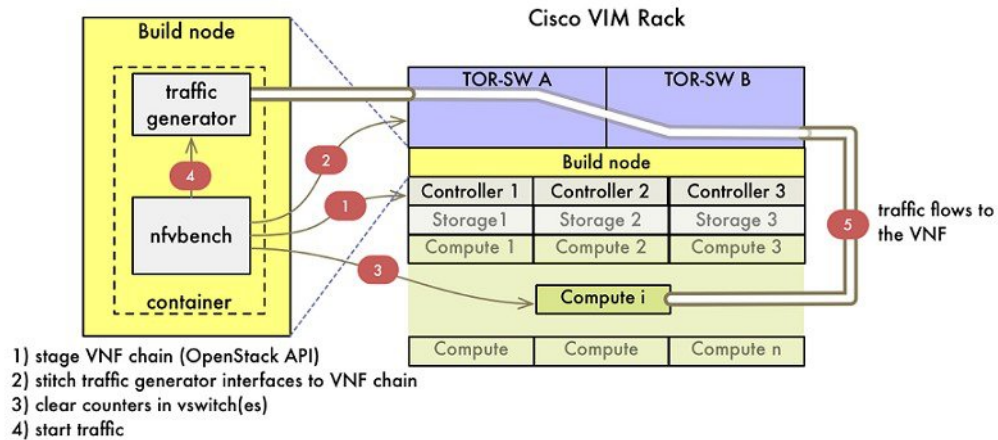 Cisco VIM Rack
Build node
traffic
generator
4
nfvbench
container
2
1
3
TOR-SW A
TOR-SW B
Build node
Controller 1
Controller 2
Controller 3
Storage1
Storage 2
Storage 3
Compute 1
Compute 2
Compute 3
Compute i
Compute
Compute
Compute n
5
traffic flows to
the VNF
1) stage VNF chain (OpenStack API)
2) stitch traffic generator interfaces to VNF chain
3) clear counters in vswitch(es)
4) start traffic